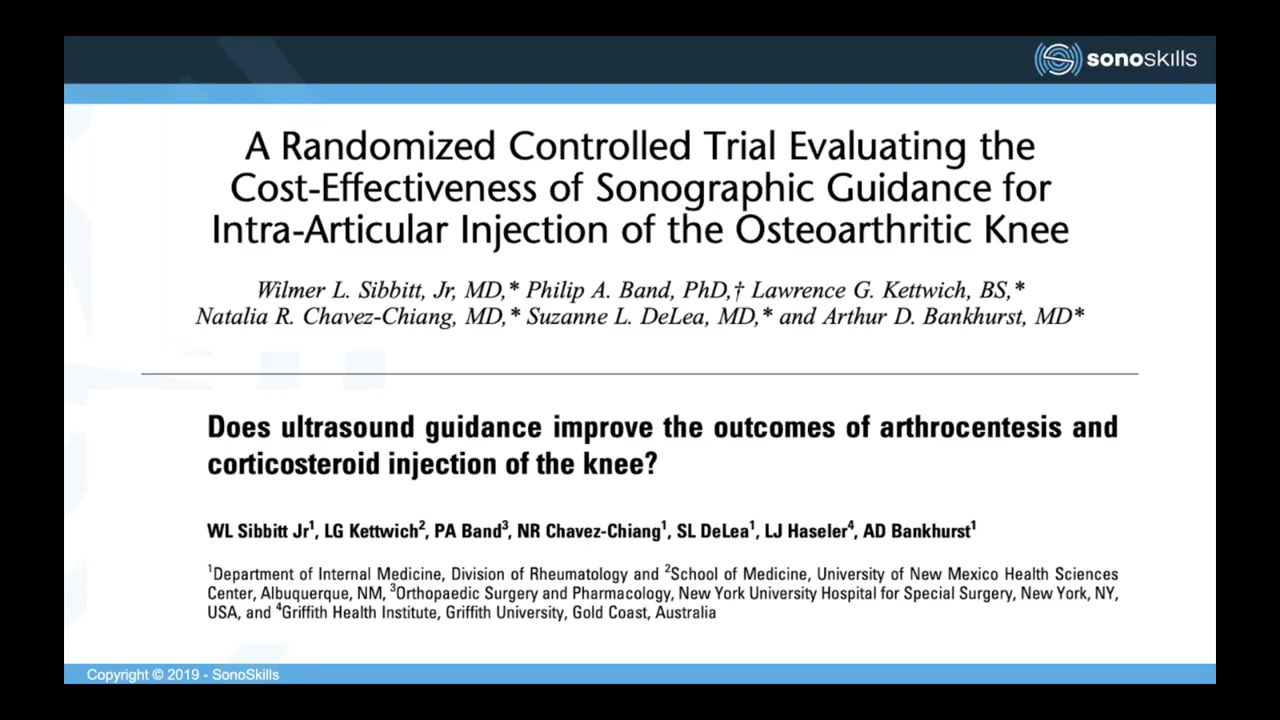 sonoskills
A Randomized Controlled Trial Evaluating the
Cost-Effectiveness of Sonographic Guidance for
Intra-Articular Injection of the Osteoarthritic Knee
Wilmer L. Sibbitt, Jr, MD,* Philip A. Band, PhD,† Lawrence G. Kettwich, BS,*
Natalia R. Chavez-Chiang, MD,* Suzanne L. DeLea, MD,* and Arthur D. Bankhurst, MD*
Does ultrasound guidance improve the outcomes of arthrocentesis and
corticosteroid injection of the knee?
WL Sibbitt Jr¹, LG Kettwich², PA Band³, NR Chavez-Chiang¹, SL DeLea¹, LJ Haseler⁴, AD Bankhurst¹
¹Department of Internal Medicine, Division of Rheumatology and ²School of Medicine, University of New Mexico Health Sciences
Center, Albuquerque, NM, ³Orthopaedic Surgery and Pharmacology, New York University Hospital for Special Surgery, New York, NY,
USA, and ⁴Griffith Health Institute, Griffith University, Gold Coast, Australia
Copyright © 2019 - SonoSkills